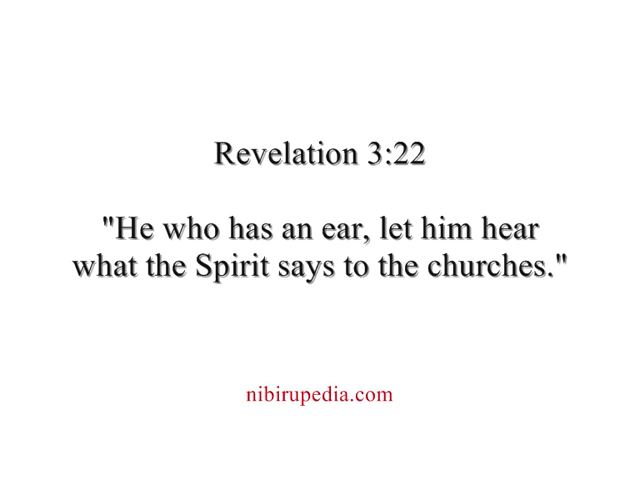 Revelation 3:22
"He who has an ear, let him hear
what the Spirit says to the churches."
nibirupedia.com